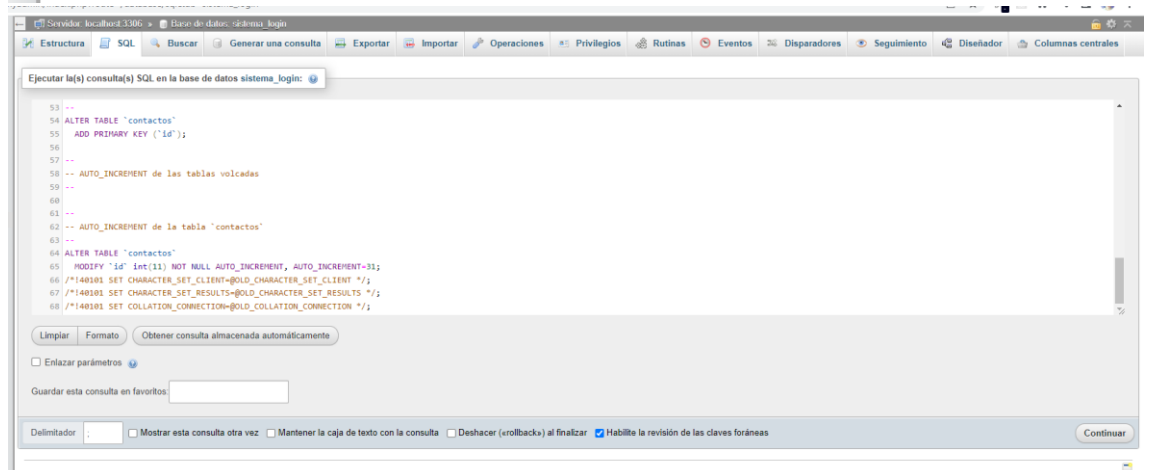 Servidor: localhost:3306 » Base de datos: sistema_login
Estructura SQL Buscar Generar una consulta Exportar Importar Operaciones Privilegios Rutinas Eventos Disparadores Seguimiento Diseñador Columnas centrales
Ejecutar la(s) consulta(s) SQL en la base de datos sistema_login:
53 --
54 ALTER TABLE `contactos`
55 ADD PRIMARY KEY (`id`);
56
57 --
58 -- AUTO_INCREMENT de las tablas volcadas
59 --
60
61 --
62 -- AUTO_INCREMENT de la tabla `contactos`
63 --
64 ALTER TABLE `contactos`
65 MODIFY `id` int(11) NOT NULL AUTO_INCREMENT, AUTO_INCREMENT=31;
66 /*!40101 SET CHARACTER_SET_CLIENT=@OLD_CHARACTER_SET_CLIENT */;
67 /*!40101 SET CHARACTER_SET_RESULTS=@OLD_CHARACTER_SET_RESULTS */;
68 /*!40101 SET COLLATION_CONNECTION=@OLD_COLLATION_CONNECTION */;
Limpiar Formato Obtener consulta almacenada automáticamente
Enlazar parámetros
Guardar esta consulta en favoritos:
Delimitador ; Mostrar esta consulta otra vez Mantener la caja de texto con la consulta Deshacer («rollback») al finalizar Habilite la revisión de las claves foráneas Continuar